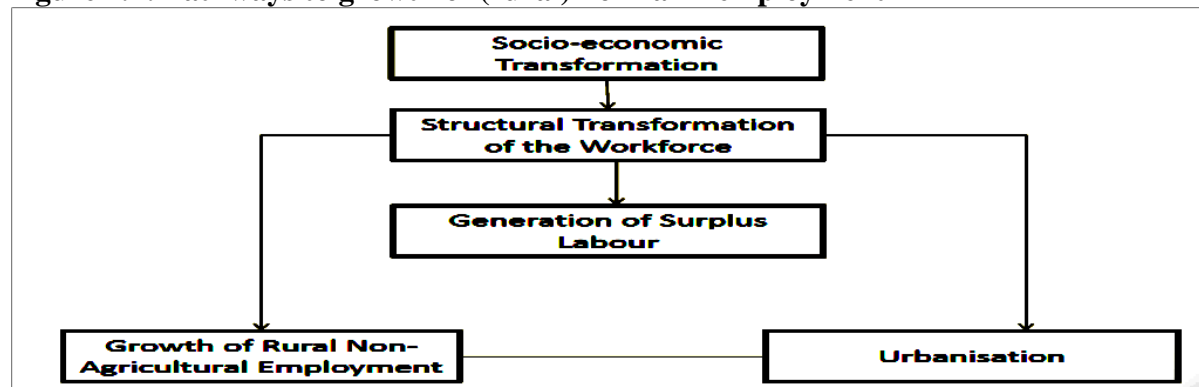 Socio-economic
Transformation
Structural Transformation
of the Workforce
Generation of Surplus
Labour
Growth of Rural Non-
Agricultural Employment
Urbanisation